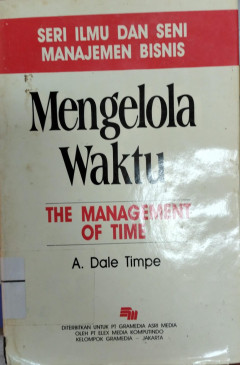 SERI ILMU DAN SENI
MANAJEMEN BISNIS
Mengelola
Waktu
THE MANAGEMENT
OF TIME
A. Dale Timpe
DITERBITKAN UNTUK PT GRAMEDIA ASRI MEDIA
OLEH PT ELEX MEDIA KOMPUTINDO
KELOMPOK GRAMEDIA - JAKARTA